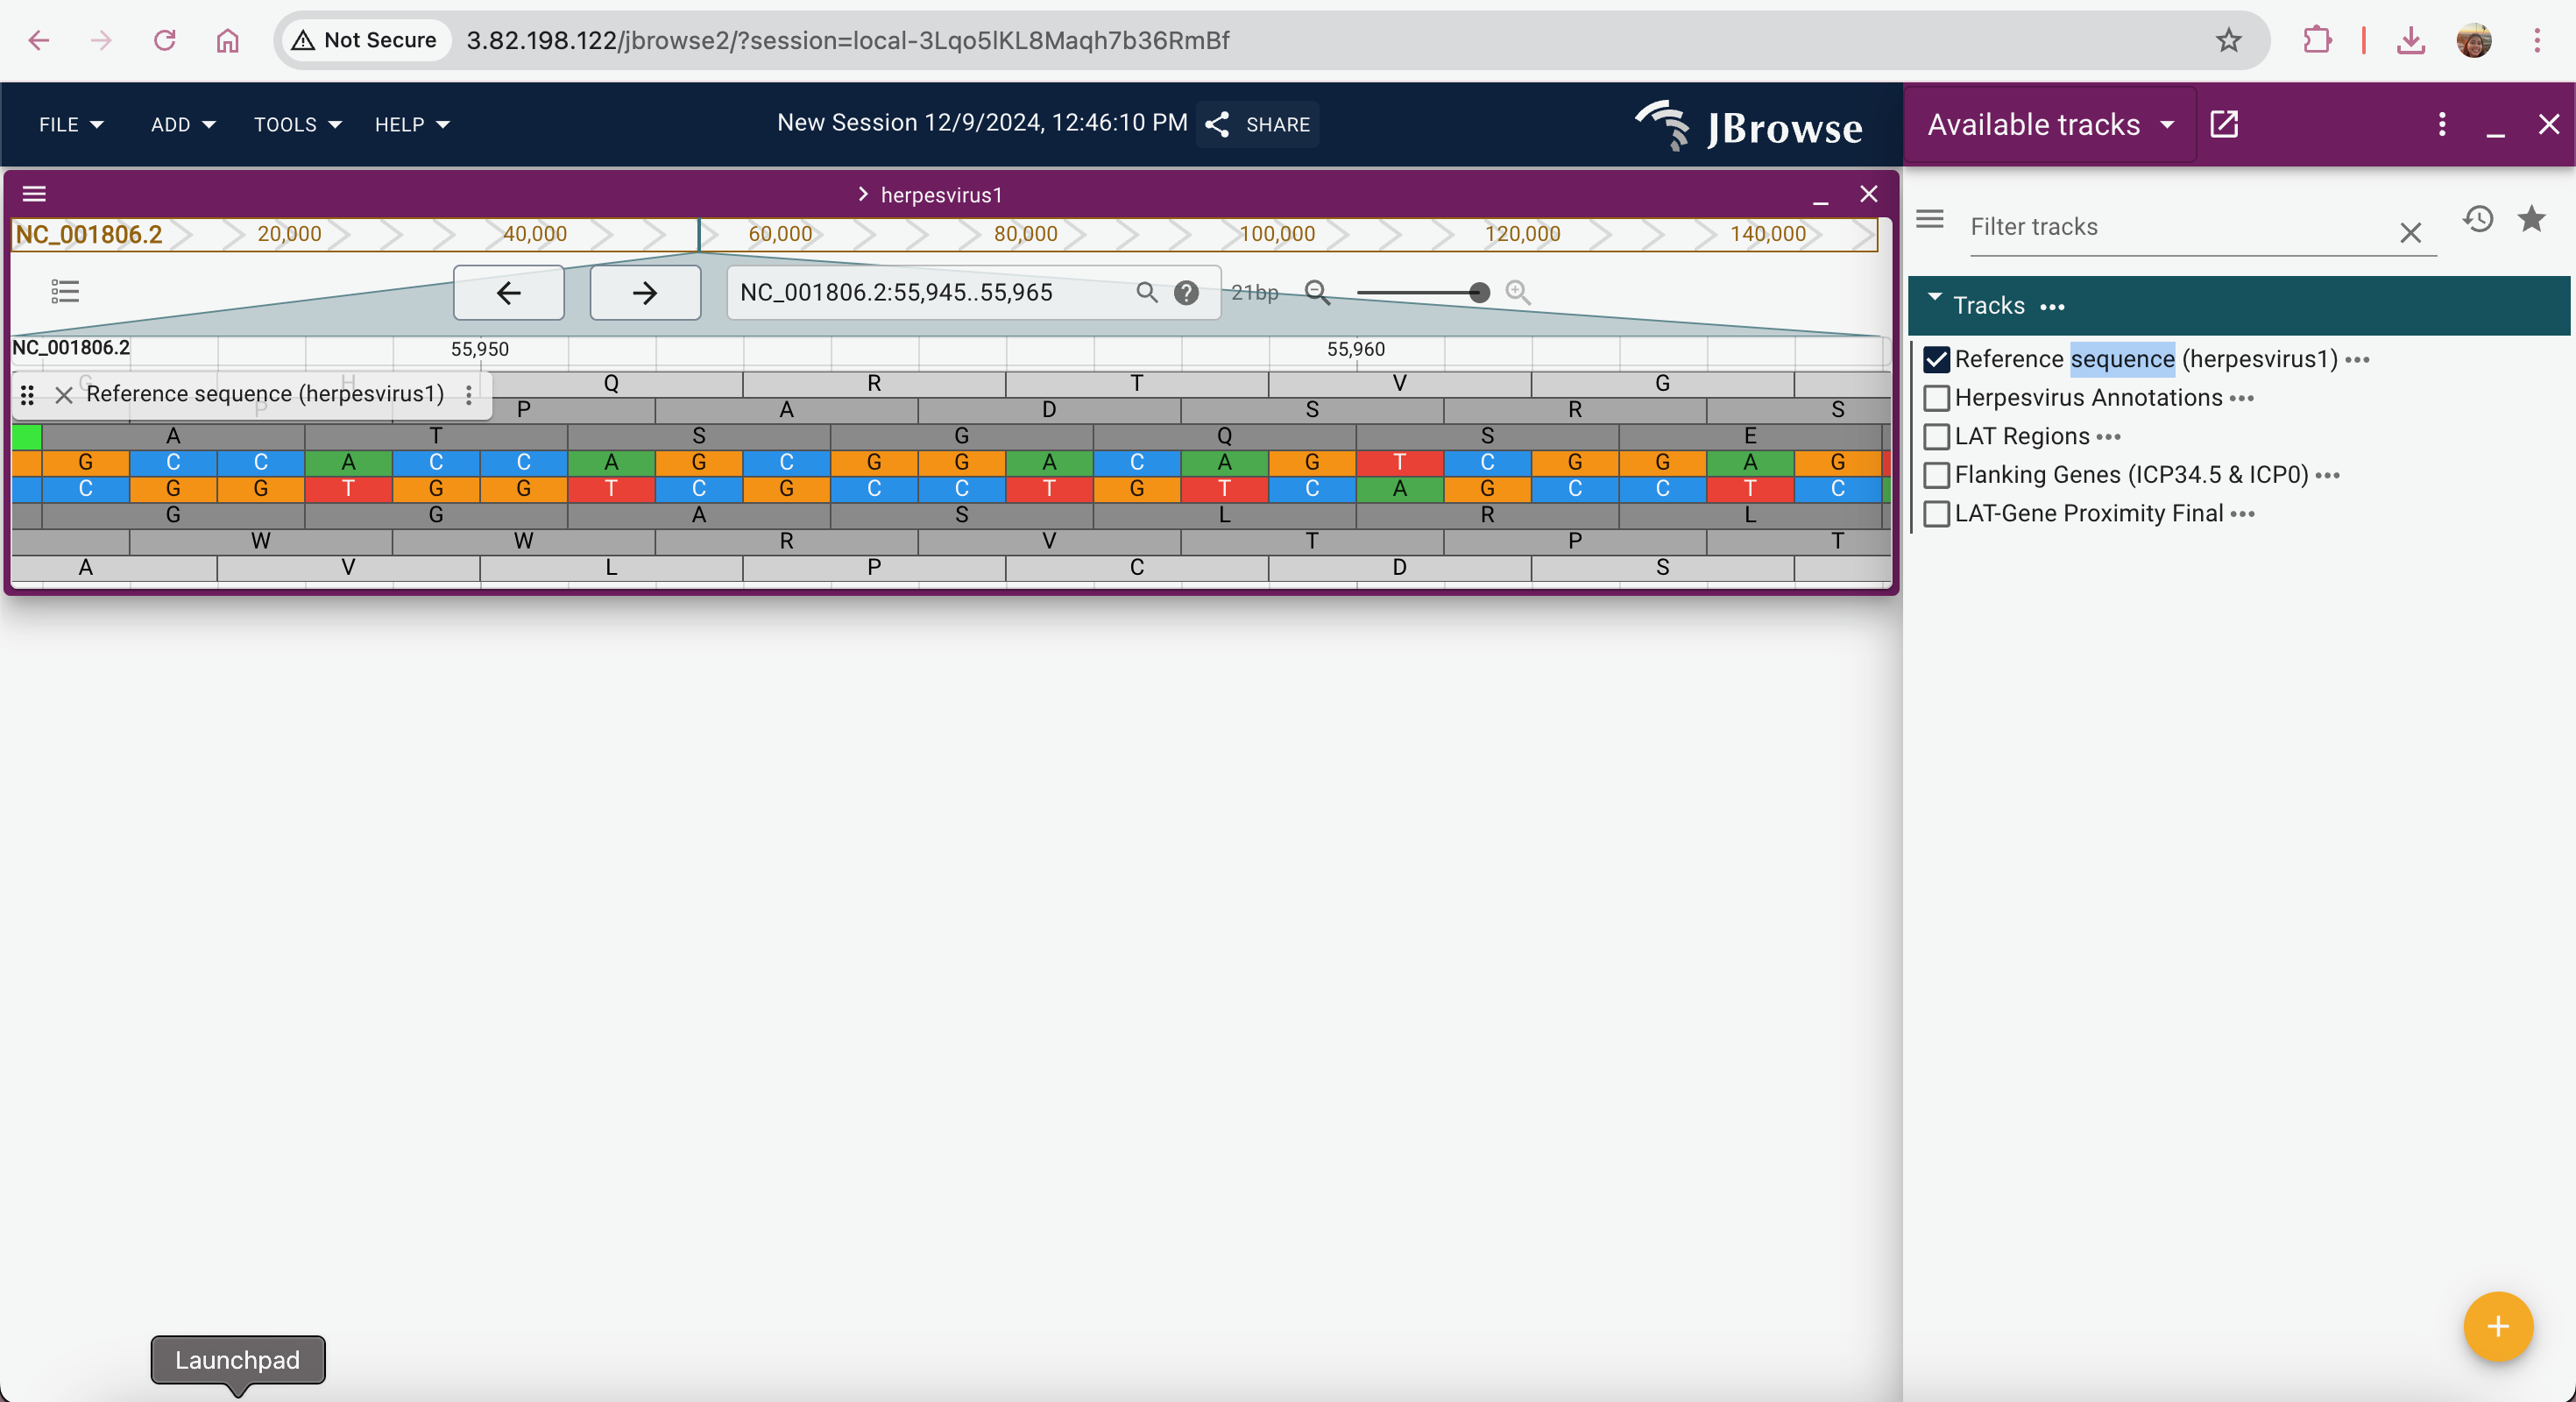 Not Secure 3.82.198.122/jbrowse2/?session=local-3Lqo5lKL8Maqh7b36RmBf
FILE ADD TOOLS HELP New Session 12/9/2024, 12:46:10 PM SHARE JBrowse
herpesvirus1
NC_001806.2 20,000 40,000 60,000 80,000 100,000 120,000 140,000
NC_001806.2:55,945..55,965 21bp
NC_001806.2 55,950 55,960
G H Q R T V G
Reference sequence (herpesvirus1)
P P A D S R S
A T S G Q S E
G C C A C C A G C G G A C A G T C G G A G
C G G T G G T C G C C T G T C A G C C T C
G G A S L R L
W W R V T P T
A V L P C D S
Available tracks
Filter tracks
Tracks
Reference sequence (herpesvirus1)
Herpesvirus Annotations
LAT Regions
Flanking Genes (ICP34.5 & ICP0)
LAT-Gene Proximity Final
Launchpad